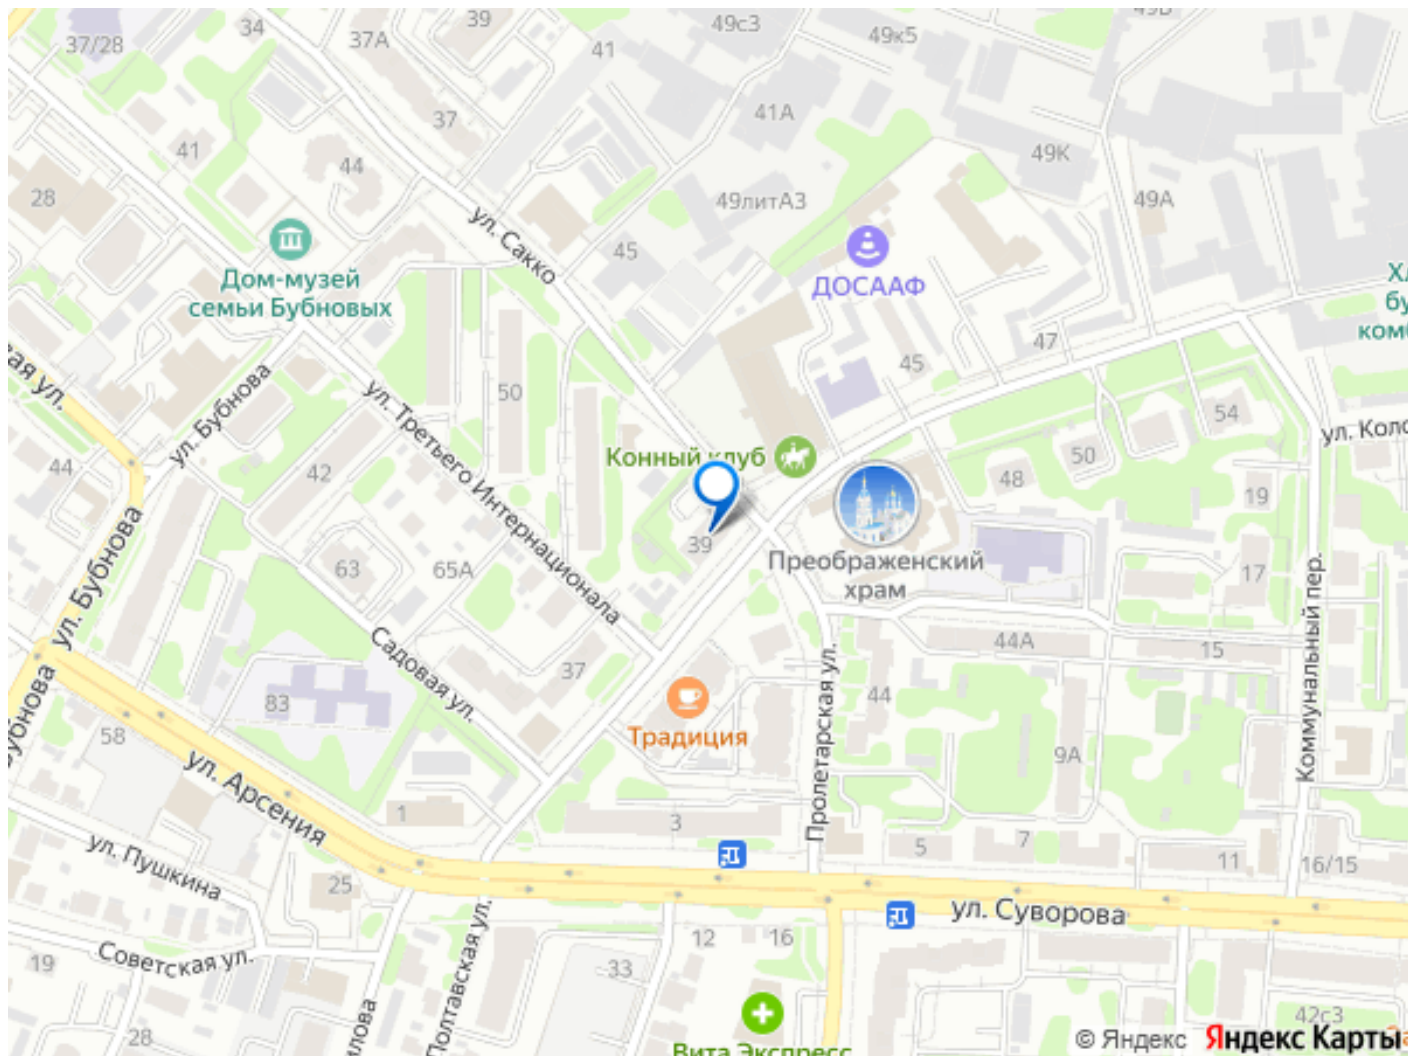 37/28
34
37А
39
41
49с3
49к5
37
41А
49К
49А
41
44
28
49литА3
ул. Сакко
45
ДОСААФ
Дом-музей
семьи Бубновых
47
45
50
ул. Бубнова
ул. Третьего Интернационала
54
ул.
44
42
Конный клуб
50
48
19
ул. Бубнова
39
Преображенский
храм
63
65А
17
Коммунальный пер.
44А
15
Садовая ул.
37
Пролетарская ул.
44
83
Традиция
9А
58
ул. Арсения
1
3
5
7
11
16/15
ул. Пушкина
25
ул. Суворова
Полтавская ул.
Советская ул.
19
12
16
33
28
42с3
Вита Экспресс
© Яндекс Яндекс Карты